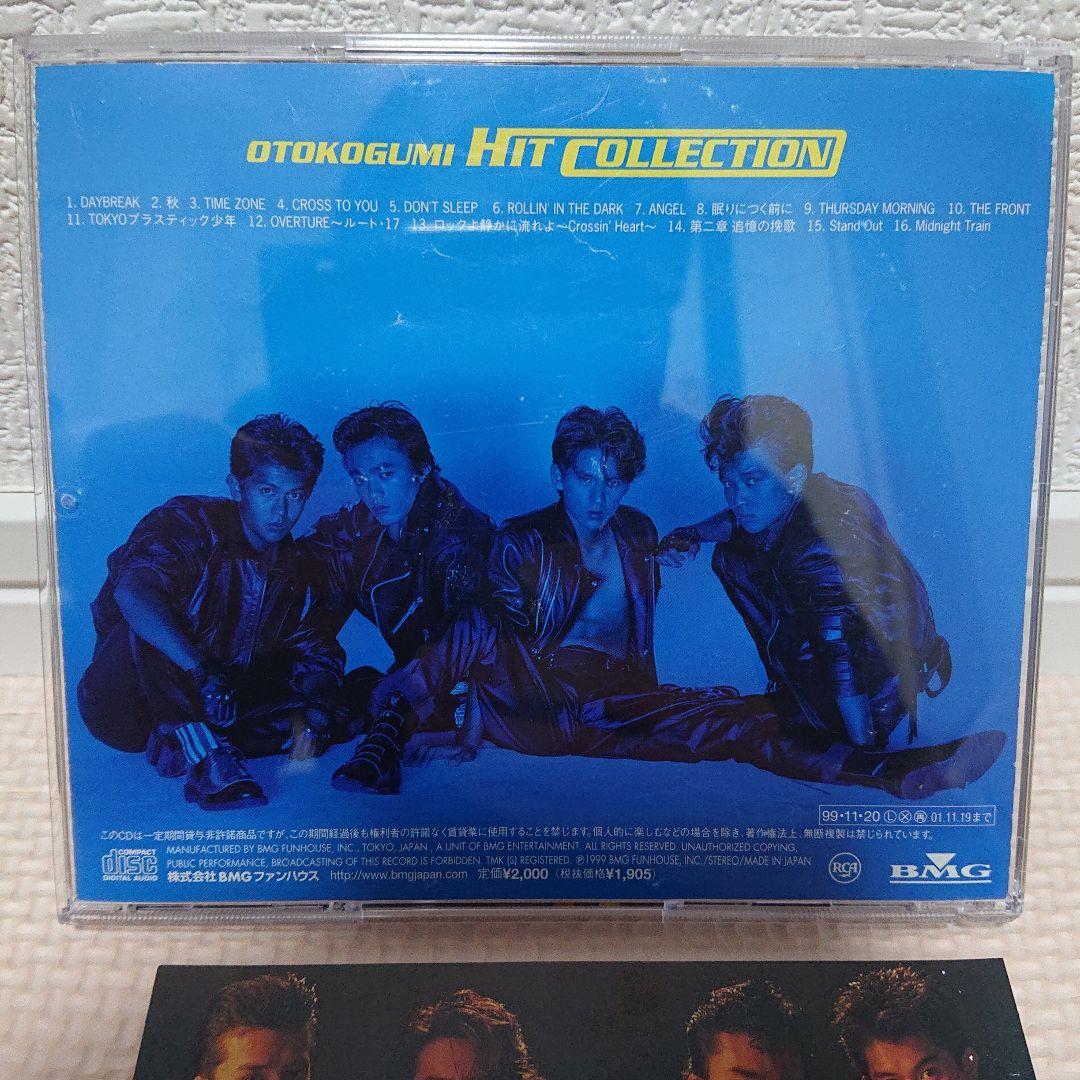 OTOKOGUMI HIT COLLECTION
1. DAYBREAK 2. 秋 3. TIME ZONE 4. CROSS TO YOU 5. DON'T SLEEP 6. ROLLIN' IN THE DARK 7. ANGEL 8. 眠りにつく前に 9. THURSDAY MORNING 10. THE FRONT
11. TOKYOプラスティック少年 12. OVERTURE〜ルート・17 13. ロックよ静かに流れよ〜Crossin' Heart〜 14. 第二章 追憶の挽歌 15. Stand Out 16. Midnight Train
99・11・20 Ⓛ Ⓧ ㊢ 01.11.19まで
このCDは一定期間貸与非許諾商品ですが、この期間経過後も権利者の許諾なく賃貸業に使用することを禁じます。個人的に楽しむなどの場合を除き、著作権法上、無断複製は禁じられています。
COMPACT disc DIGITAL AUDIO
MANUFACTURED BY BMG FUNHOUSE, INC., TOKYO, JAPAN, A UNIT OF BMG ENTERTAINMENT. ALL RIGHTS RESERVED. UNAUTHORIZED COPYING,
PUBLIC PERFORMANCE, BROADCASTING OF THIS RECORD IS FORBIDDEN. TMK (S) REGISTERED. ℗1999 BMG FUNHOUSE, INC./STEREO/MADE IN JAPAN
株式会社BMGファンハウス http://www.bmgjapan.com 定価¥2,000 (税抜価格¥1,905)
RCA
BMG